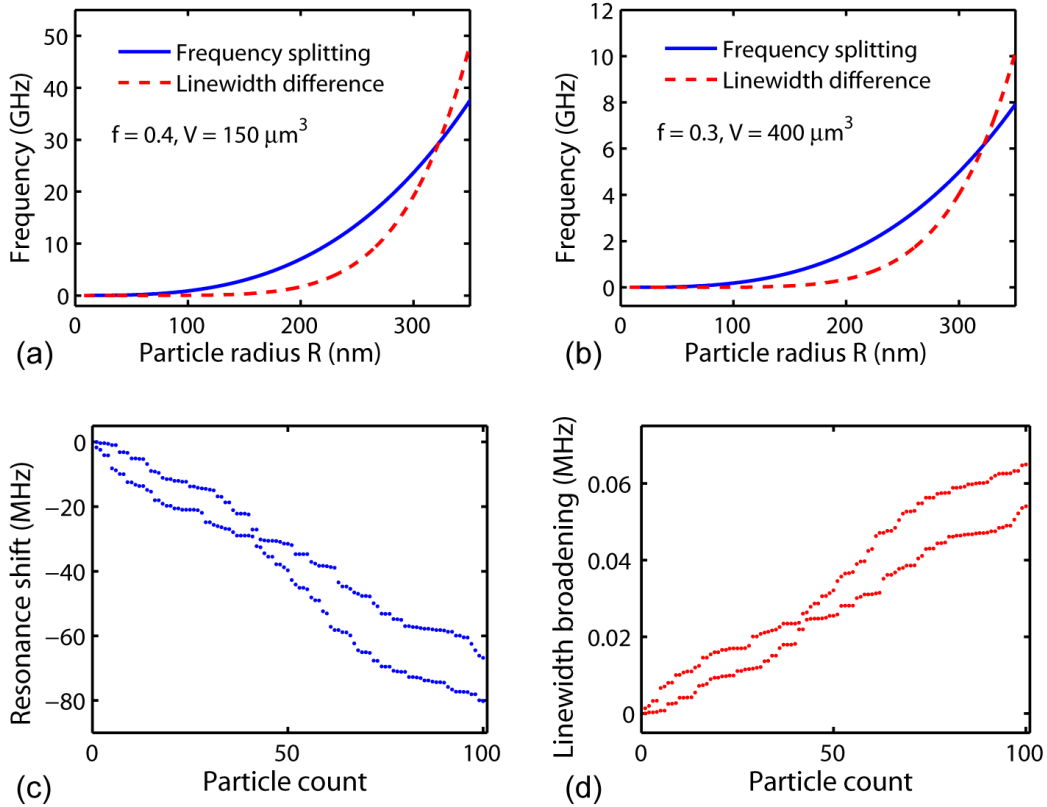 50
40
30
20
10
0
Frequency (GHz)
Frequency splitting
Linewidth difference
f = 0.4, V = 150 μm³
0 100 200 300
Particle radius R (nm)
(a)
12
10
8
6
4
2
0
Frequency (GHz)
Frequency splitting
Linewidth difference
f = 0.3, V = 400 μm³
0 100 200 300
Particle radius R (nm)
(b)
0
−20
−40
−60
−80
Resonance shift (MHz)
0 50 100
Particle count
(c)
0.06
0.04
0.02
0
Linewidth broadening (MHz)
0 50 100
Particle count
(d)